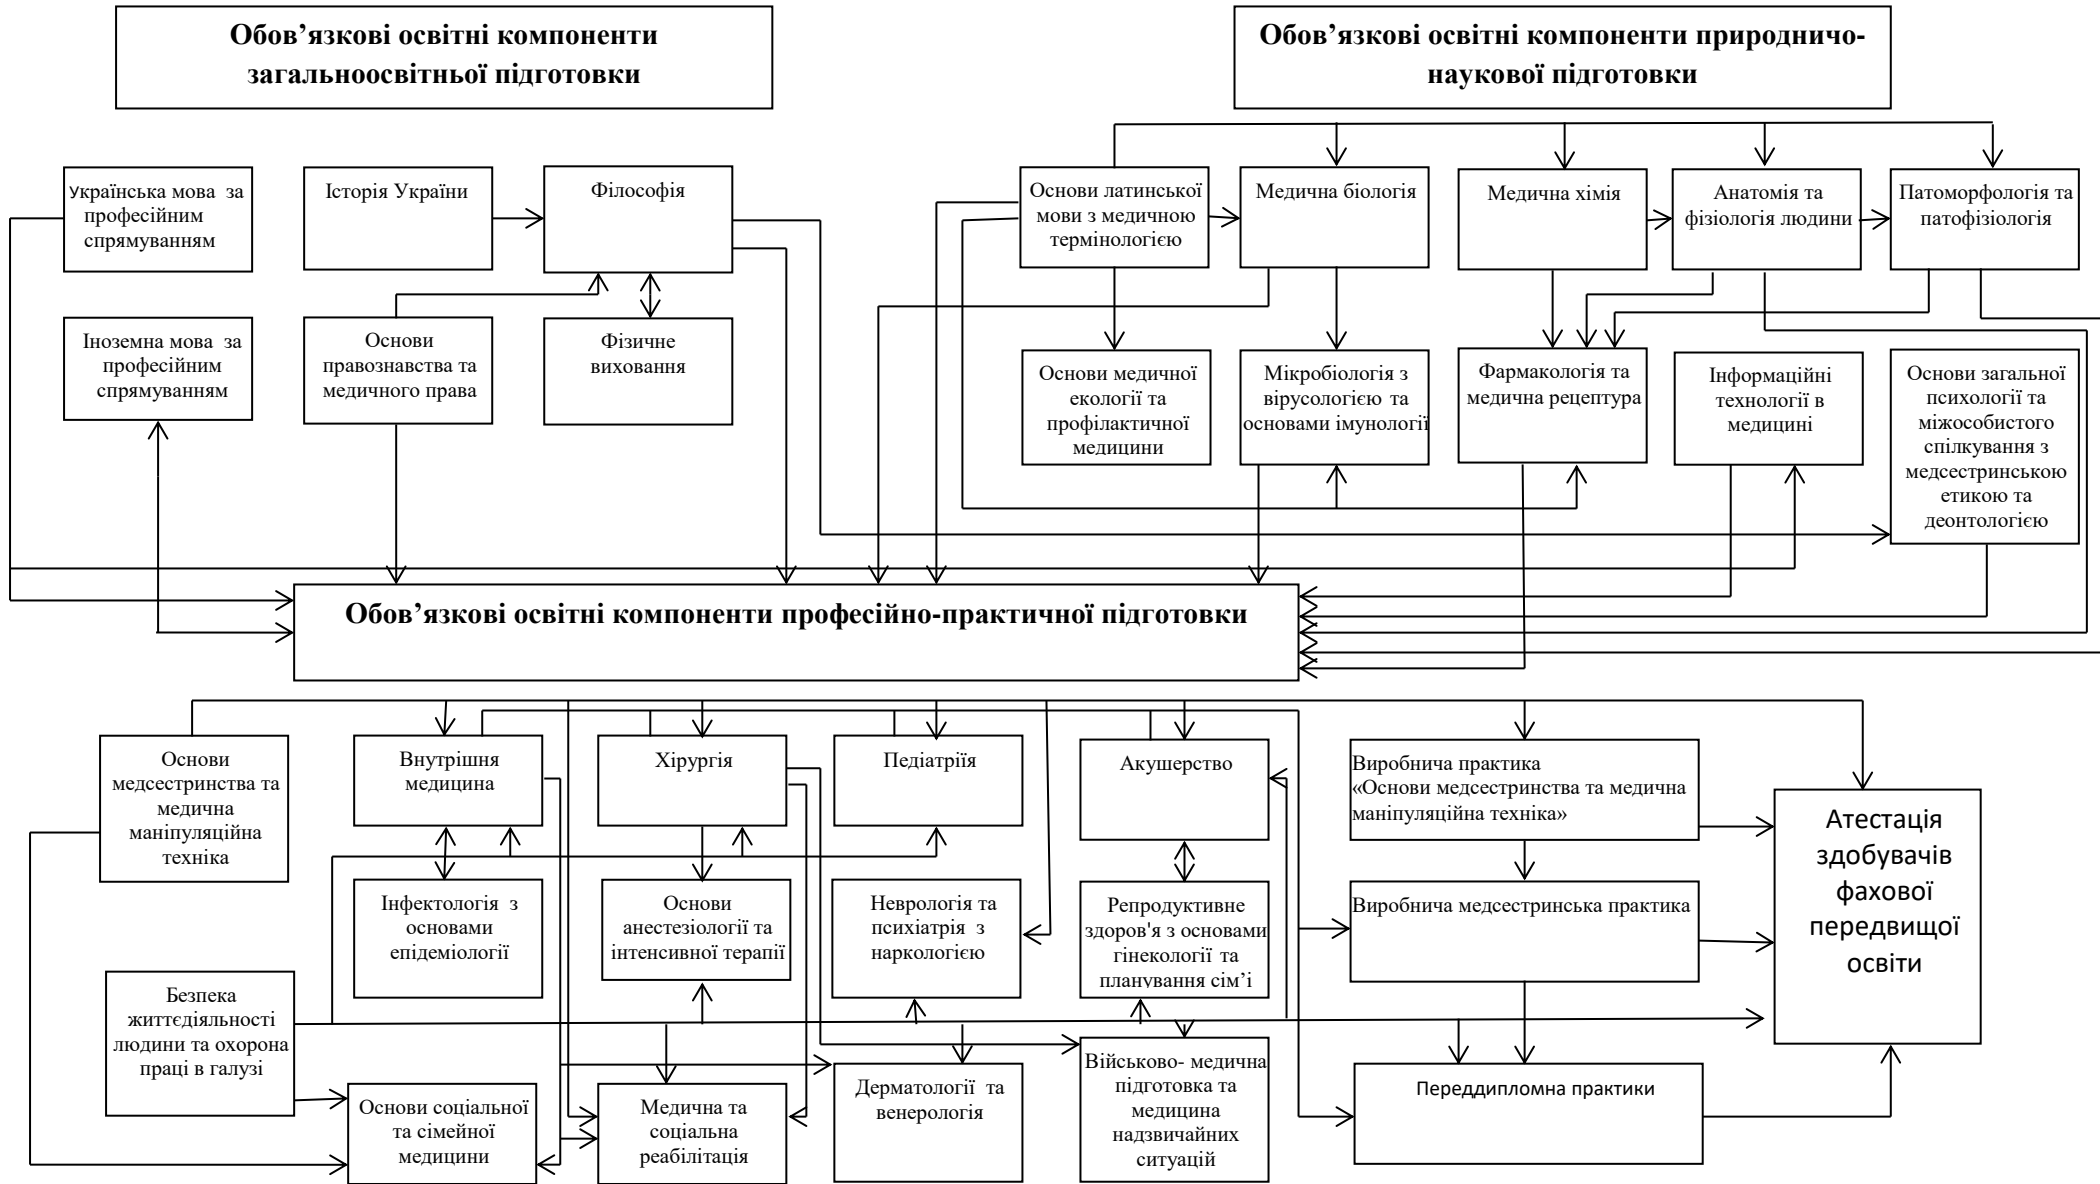 Обов’язкові освітні компоненти
загальноосвітньої підготовки
Обов’язкові освітні компоненти природничо-
наукової підготовки
Українська мова за
професійним
спрямуванням
Історія України
Філософія
Основи латинської
мови з медичною
термінологією
Медична біологія
Медична хімія
Анатомія та
фізіологія людини
Патоморфологія та
патофізіологія
Іноземна мова за
професійним
спрямуванням
Основи
правознавства та
медичного права
Фізичне
виховання
Основи медичної
екології та
профілактичної
медицини
Мікробіологія з
вірусологією та
основами імунології
Фармакологія та
медична рецептура
Інформаційні
технології в
медицині
Основи загальної
психології та
міжособистого
спілкування з
медсестринською
етикою та
деонтологією
Обов’язкові освітні компоненти професійно-практичної підготовки
Основи
медсестринства та
медична
маніпуляційна
техніка
Внутрішня
медицина
Хірургія
Педіатріїя
Акушерство
Виробнича практика
«Основи медсестринства та медична
маніпуляційна техніка»
Атестація
здобувачів
фахової
передвищої
освіти
Інфектологія з
основами
епідеміології
Основи
анестезіології та
інтенсивної терапії
Неврологія та
психіатрія з
наркологією
Репродуктивне
здоров'я з основами
гінекології та
планування сім’ї
Виробнича медсестринська практика
Безпека
життєдіяльності
людини та охорона
праці в галузі
Основи соціальної
та сімейної
медицини
Медична та
соціальна
реабілітація
Дерматології та
венерологія
Військово- медична
підготовка та
медицина
надзвичайних
ситуацій
Переддипломна практики